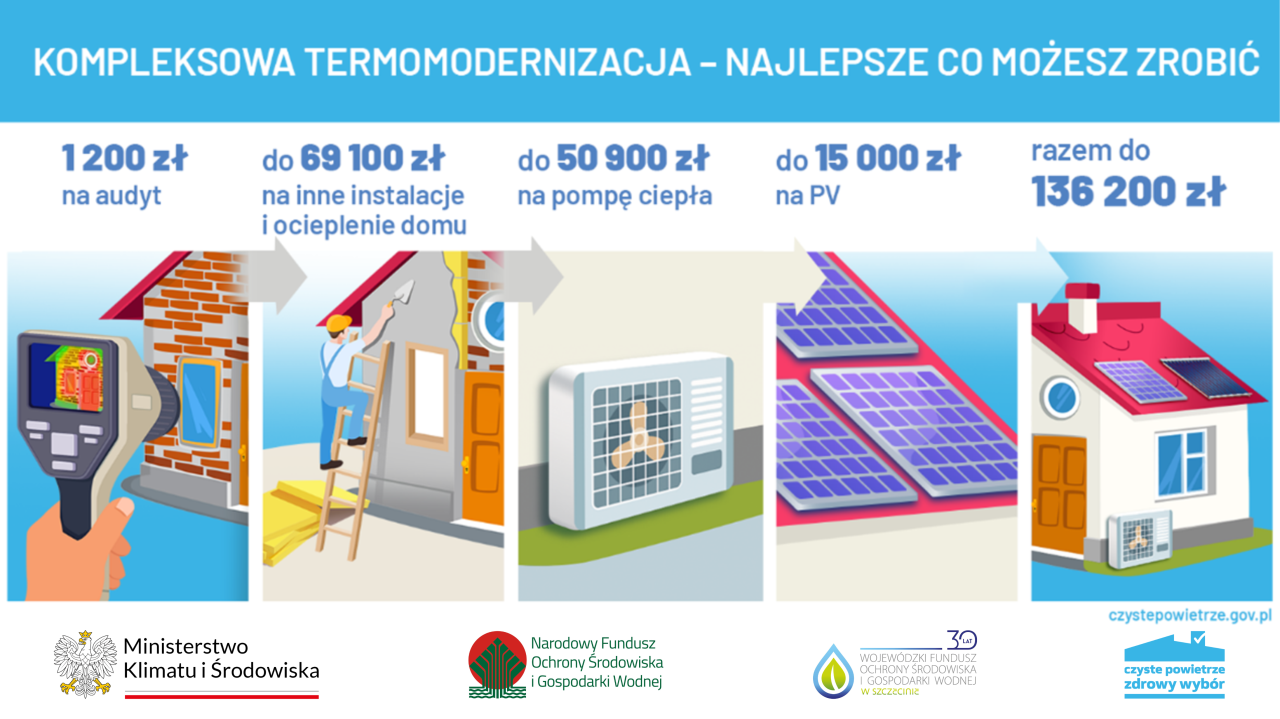 KOMPLEKSOWA TERMOMODERNIZACJA – NAJLEPSZE CO MOŻESZ ZROBIĆ
1 200 zł
na audyt
do 69 100 zł
na inne instalacje
i ocieplenie domu
do 50 900 zł
na pompę ciepła
do 15 000 zł
na PV
razem do
136 200 zł
czystepowietrze.gov.pl
Ministerstwo
Klimatu i Środowiska
Narodowy Fundusz
Ochrony Środowiska
i Gospodarki Wodnej
30 LAT
WOJEWÓDZKI FUNDUSZ
OCHRONY ŚRODOWISKA
I GOSPODARKI WODNEJ
w szczecinie
czyste powietrze
zdrowy wybór